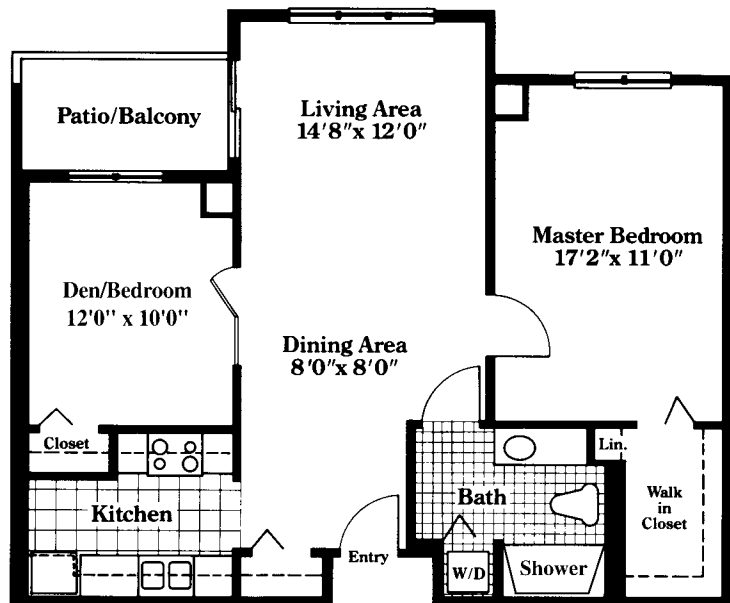 Patio/Balcony
Living Area
14'8"x 12'0"
Master Bedroom
17'2"x 11'0"
Den/Bedroom
12'0" x 10'0"
Dining Area
8'0"x 8'0"
Closet
Lin.
Kitchen
Bath
Walk
in
Closet
Entry
W/D
Shower